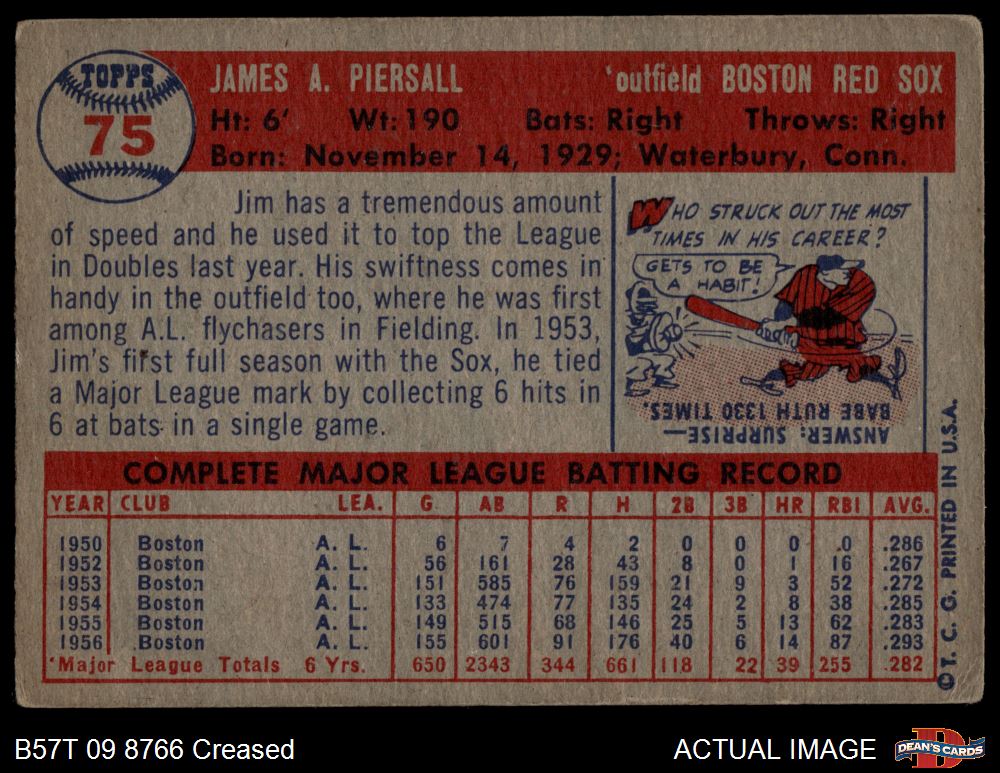 TOPPS
75
JAMES A. PIERSALL 'outfield BOSTON RED SOX
Ht: 6' Wt: 190 Bats: Right Throws: Right
Born: November 14, 1929; Waterbury, Conn.
Jim has a tremendous amount
of speed and he used it to top the League
in Doubles last year. His swiftness comes in
handy in the outfield too, where he was first
among A.L. flychasers in Fielding. In 1953,
Jim's first full season with the Sox, he tied
a Major League mark by collecting 6 hits in
6 at bats in a single game.
WHO STRUCK OUT THE MOST
TIMES IN HIS CAREER?
GETS TO BE
A HABIT!
ANSWER: SURPRISE—
BABE RUTH 1330 TIMES.
COMPLETE MAJOR LEAGUE BATTING RECORD
YEAR CLUB LEA. G AB R H 2B 3B HR RBI AVG.
1950 Boston A. L. 6 7 4 2 0 0 0 .0 .286
1952 Boston A. L. 56 161 28 43 8 0 1 16 .267
1953 Boston A. L. 151 585 76 159 21 9 3 52 .272
1954 Boston A. L. 133 474 77 135 24 2 8 38 .285
1955 Boston A. L. 149 515 68 146 25 5 13 62 .283
1956 Boston A. L. 155 601 91 176 40 6 14 87 .293
'Major League Totals 6 Yrs. 650 2343 344 661 118 22 39 255 .282
©T. C. G. PRINTED IN U.S.A.
B57T 09 8766 Creased
ACTUAL IMAGE
D
DEAN'S CARDS